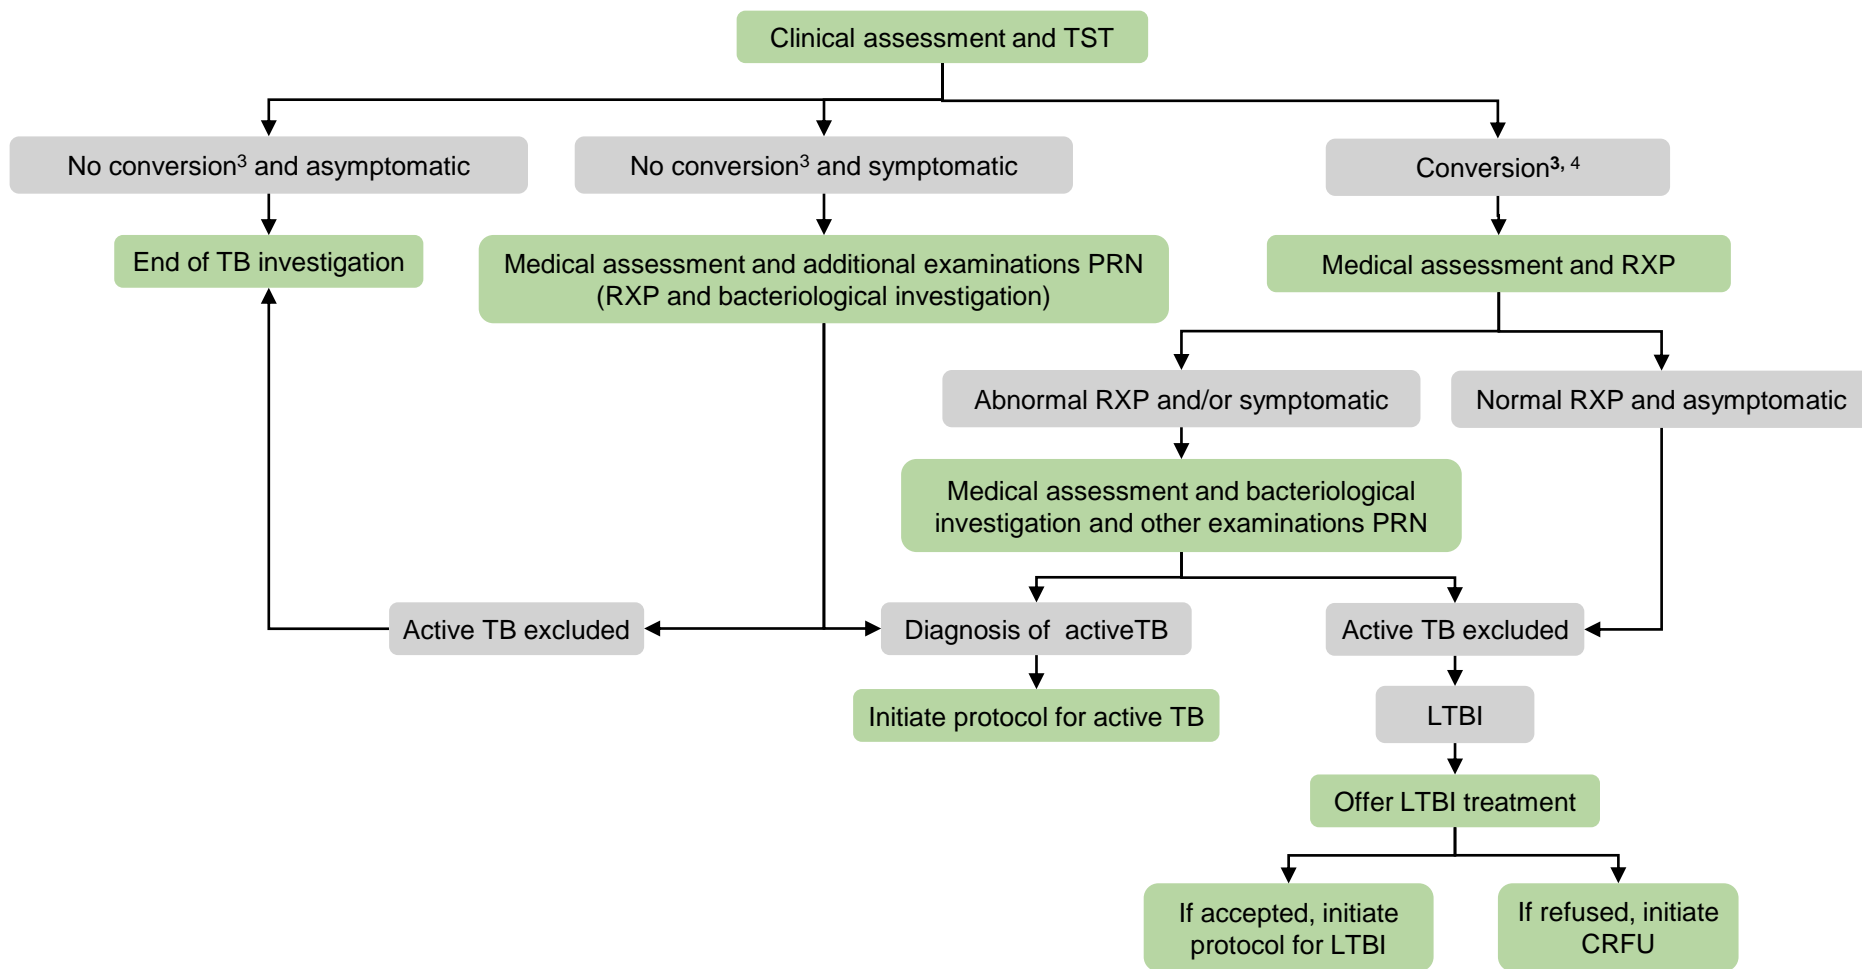 Clinical assessment and TST
No conversion³ and asymptomatic
No conversion³ and symptomatic
Conversion³, ⁴
End of TB investigation
Medical assessment and additional examinations PRN
(RXP and bacteriological investigation)
Medical assessment and RXP
Abnormal RXP and/or symptomatic
Normal RXP and asymptomatic
Medical assessment and bacteriological
investigation and other examinations PRN
Active TB excluded
Diagnosis of activeTB
Active TB excluded
Initiate protocol for active TB
LTBI
Offer LTBI treatment
If accepted, initiate
protocol for LTBI
If refused, initiate
CRFU